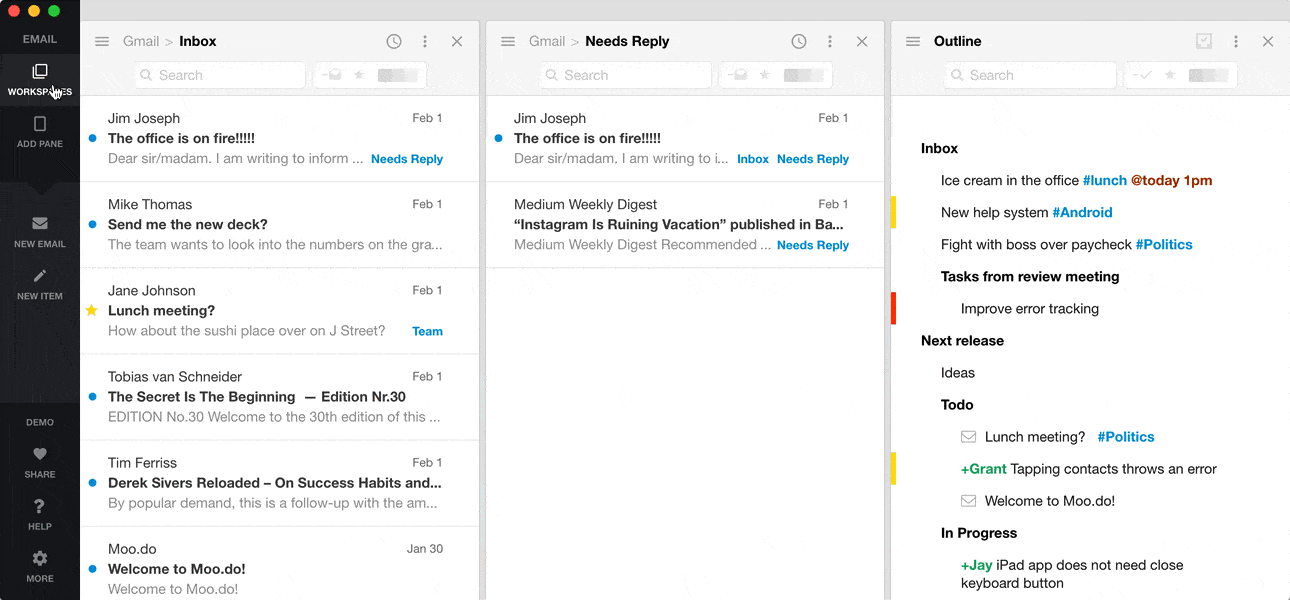 EMAIL
WORKSPACES
ADD PANE
NEW EMAIL
NEW ITEM
DEMO
SHARE
HELP
MORE
Gmail > Inbox
Search
Jim Joseph Feb 1
The office is on fire!!!!!
Dear sir/madam. I am writing to inform ... Needs Reply
Mike Thomas Feb 1
Send me the new deck?
The team wants to look into the numbers on the gra...
Jane Johnson Feb 1
Lunch meeting?
How about the sushi place over on J Street? Team
Tobias van Schneider Feb 1
The Secret Is The Beginning — Edition Nr.30
EDITION No.30 Welcome to the 30th edition of this ...
Tim Ferriss Feb 1
Derek Sivers Reloaded – On Success Habits and...
By popular demand, this is a follow-up with the am...
Moo.do Jan 30
Welcome to Moo.do!
Welcome to Moo.do!
Gmail > Needs Reply
Search
Jim Joseph Feb 1
The office is on fire!!!!!
Dear sir/madam. I am writing to i... Inbox Needs Reply
Medium Weekly Digest Feb 1
“Instagram Is Ruining Vacation” published in Ba...
Medium Weekly Digest Recommended ... Needs Reply
Outline
Search
Inbox
Ice cream in the office #lunch @today 1pm
New help system #Android
Fight with boss over paycheck #Politics
Tasks from review meeting
Improve error tracking
Next release
Ideas
Todo
Lunch meeting? #Politics
+Grant Tapping contacts throws an error
Welcome to Moo.do!
In Progress
+Jay iPad app does not need close
keyboard button